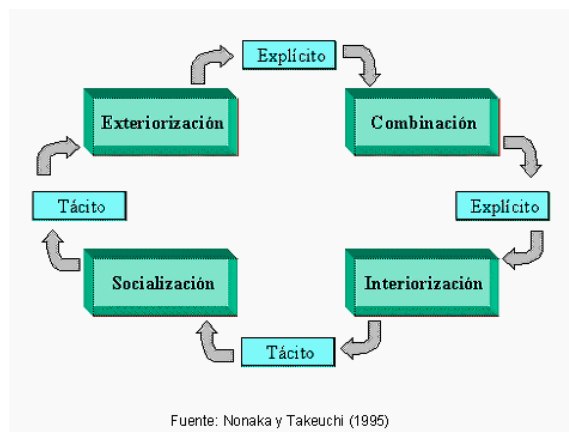 Explícito
Exteriorización
Combinación
Tácito
Explícito
Socialización
Interiorización
Tácito
Fuente: Nonaka y Takeuchi (1995)